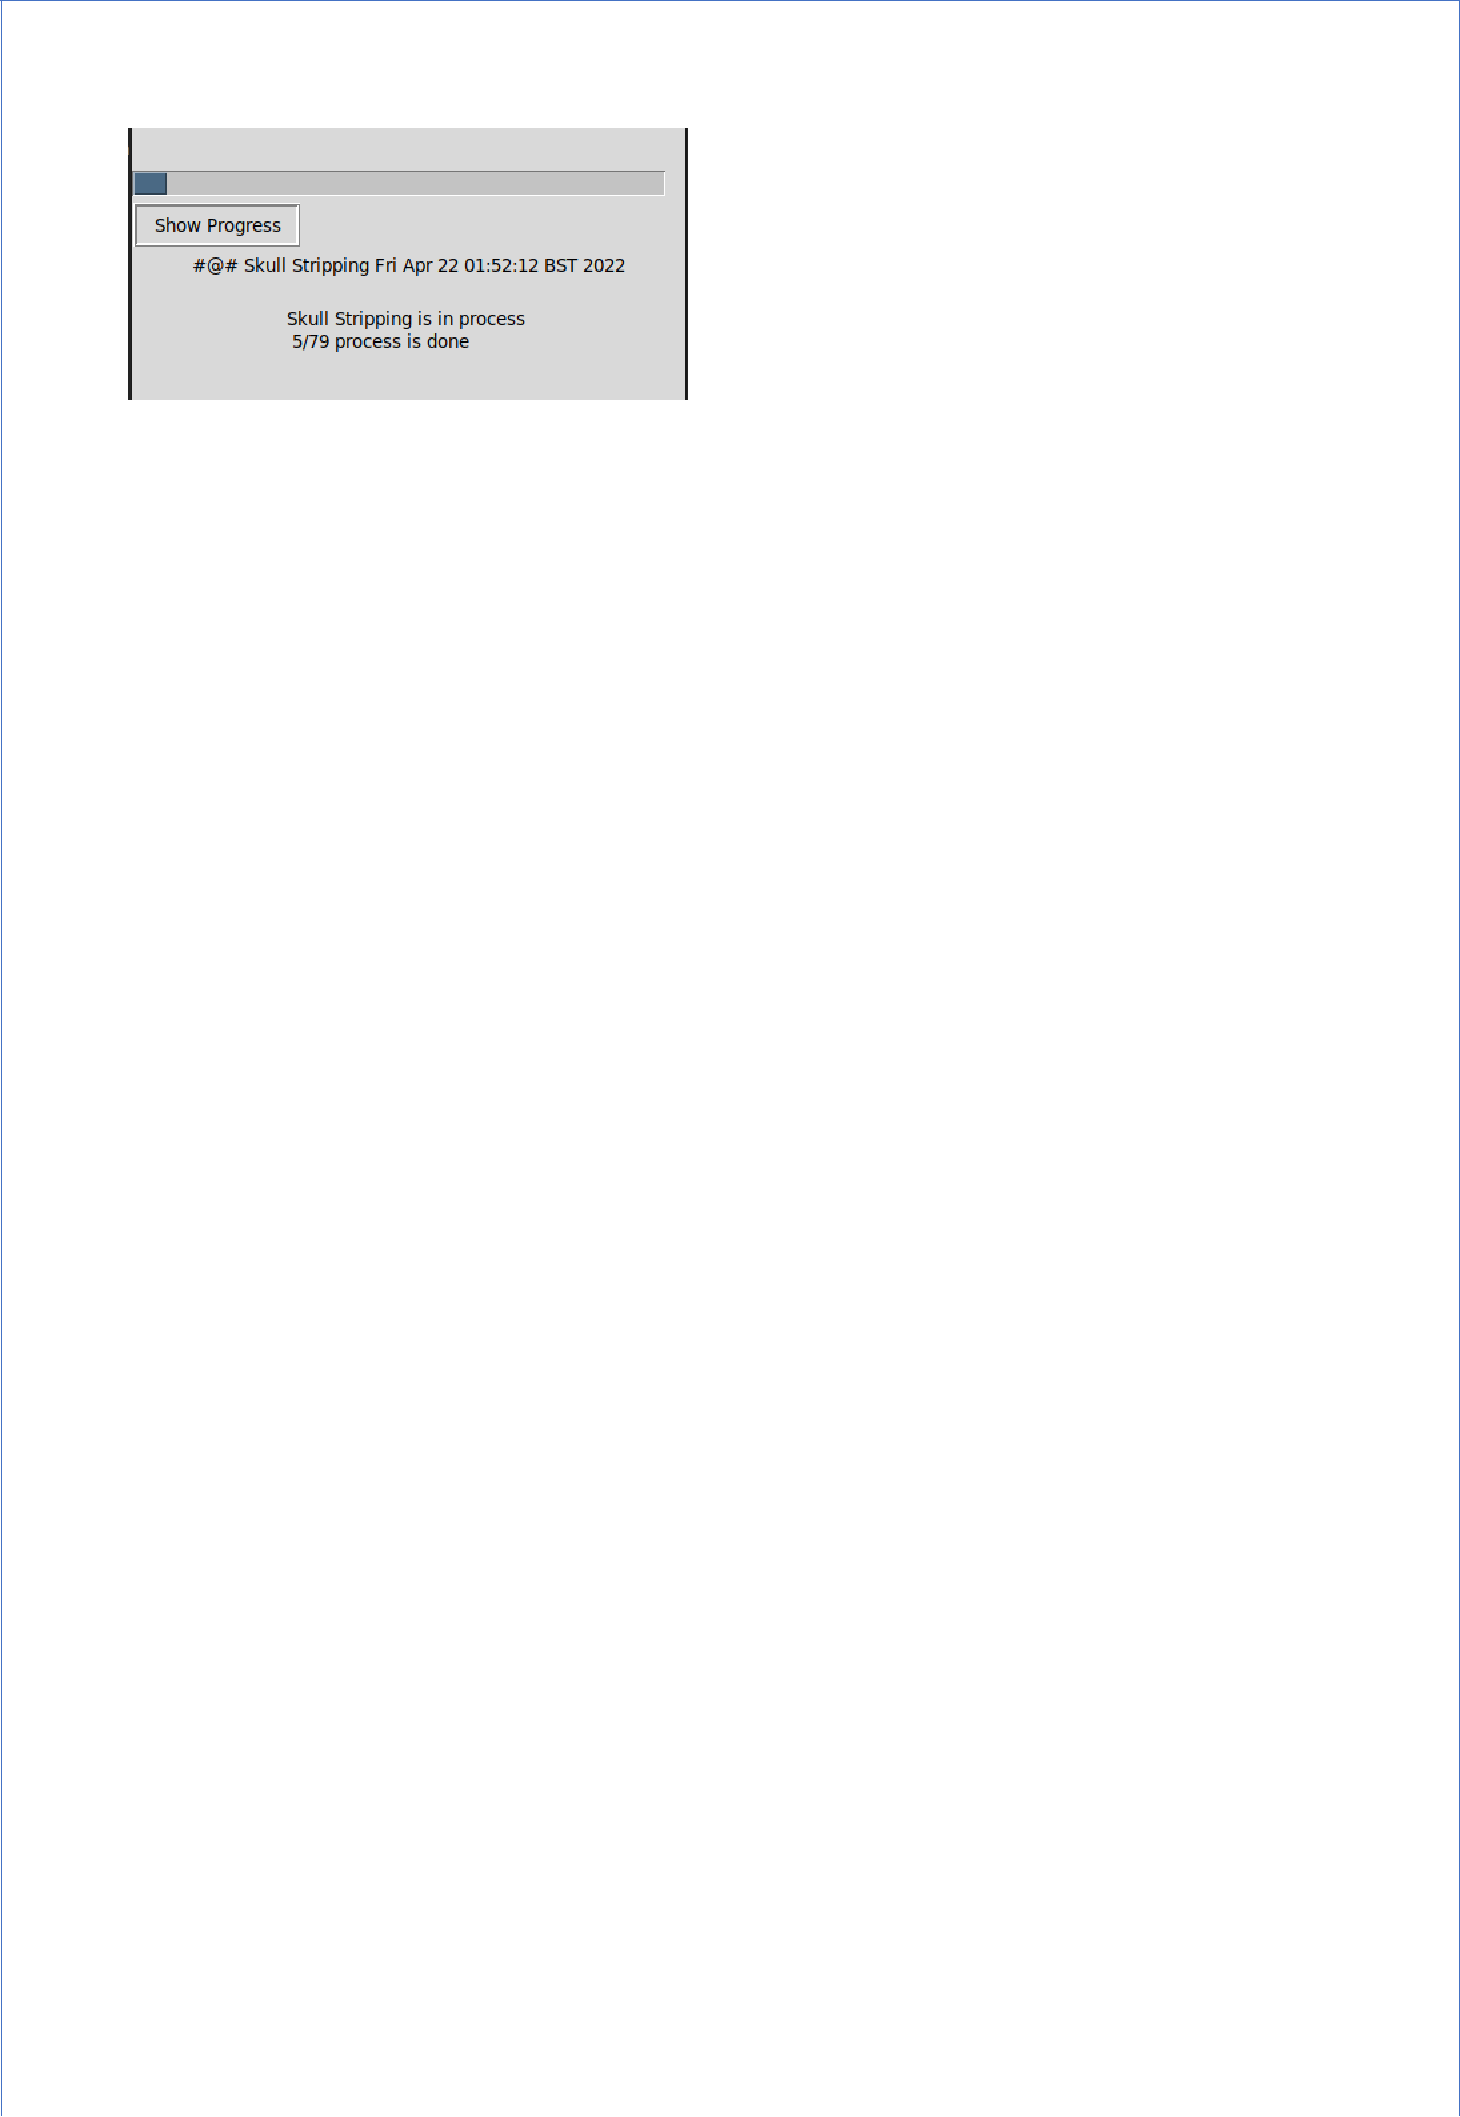 Show Progress
#@# Skull Stripping Fri Apr 22 01:52:12 BST 2022
Skull Stripping is in process
5/79 process is done